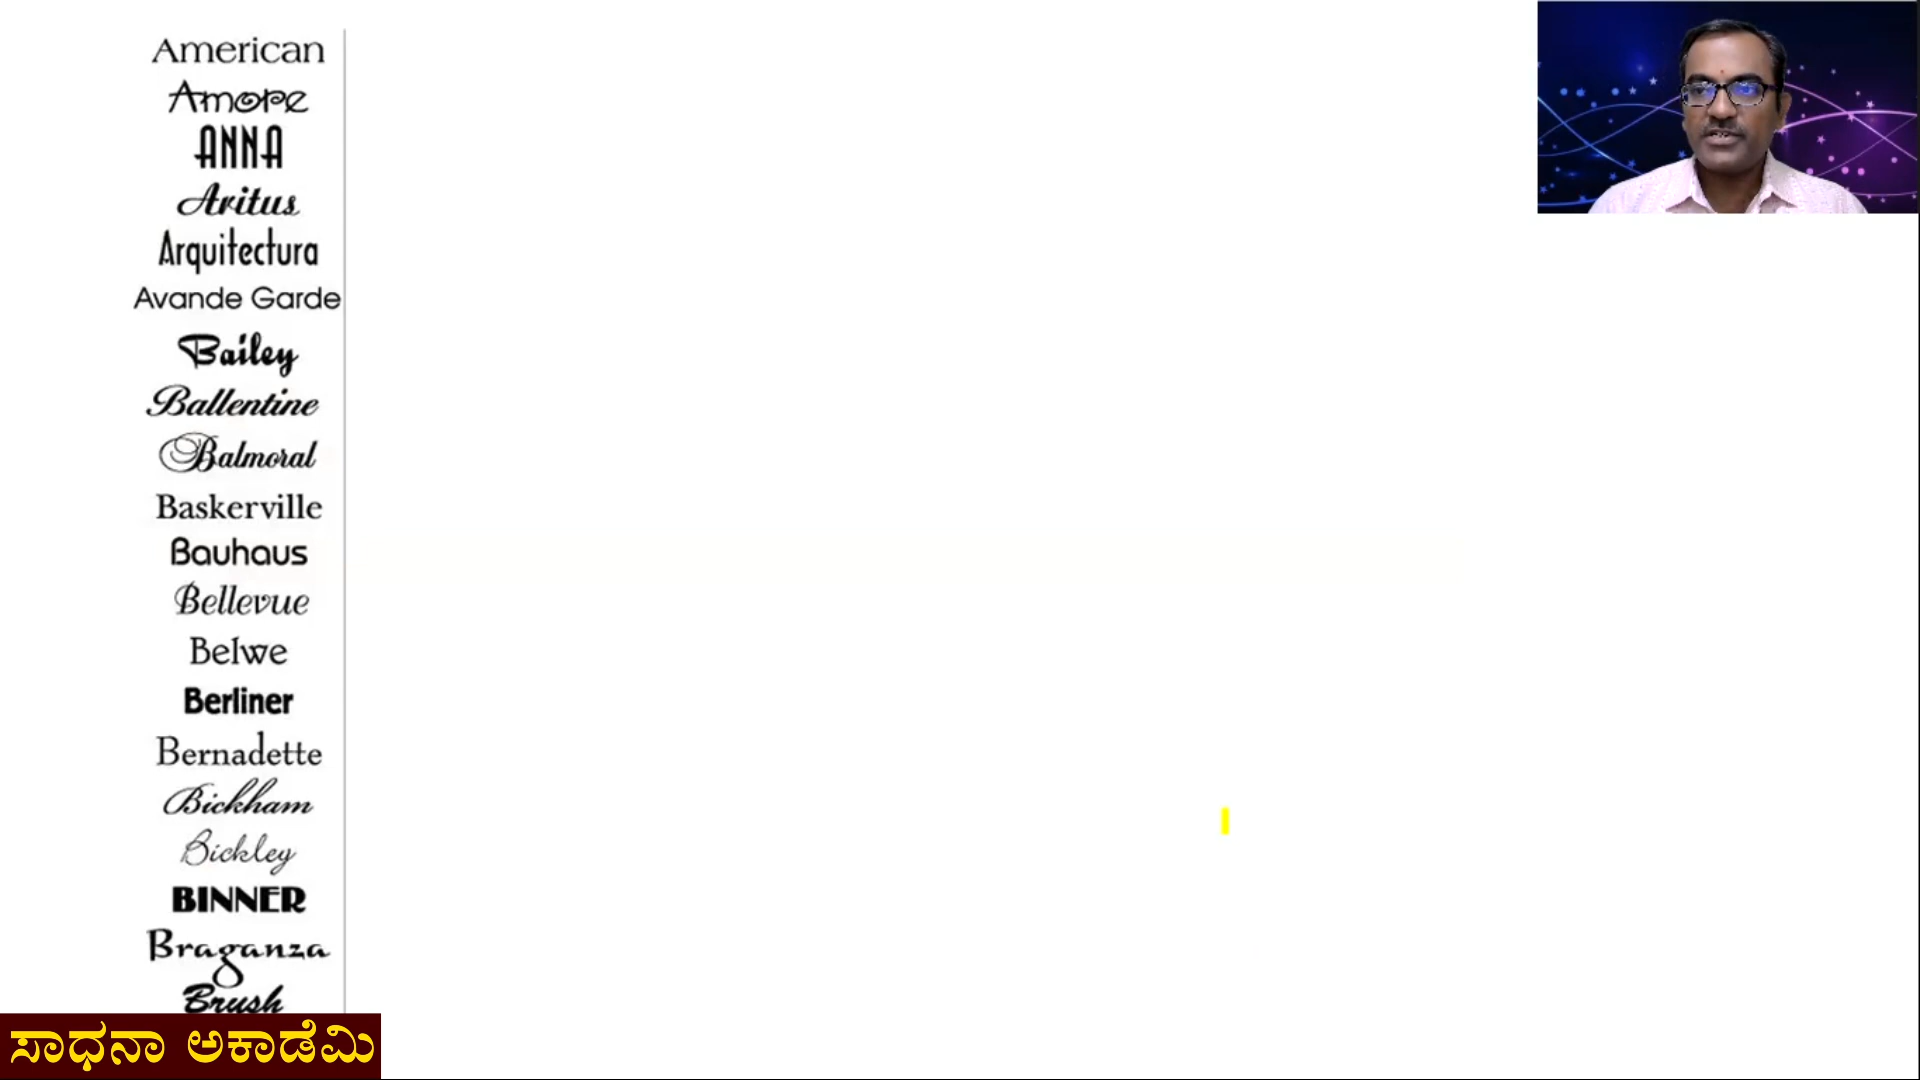 American
Amore
ANNA
Aritus
Arquitectura
Avande Garde
Bailey
Ballentine
Balmoral
Baskerville
Bauhaus
Bellevue
Belwe
Berliner
Bernadette
Bickham
Bickley
BINNER
Braganza
Brush
ಸಾಧನಾ ಅಕಾಡೆಮಿ